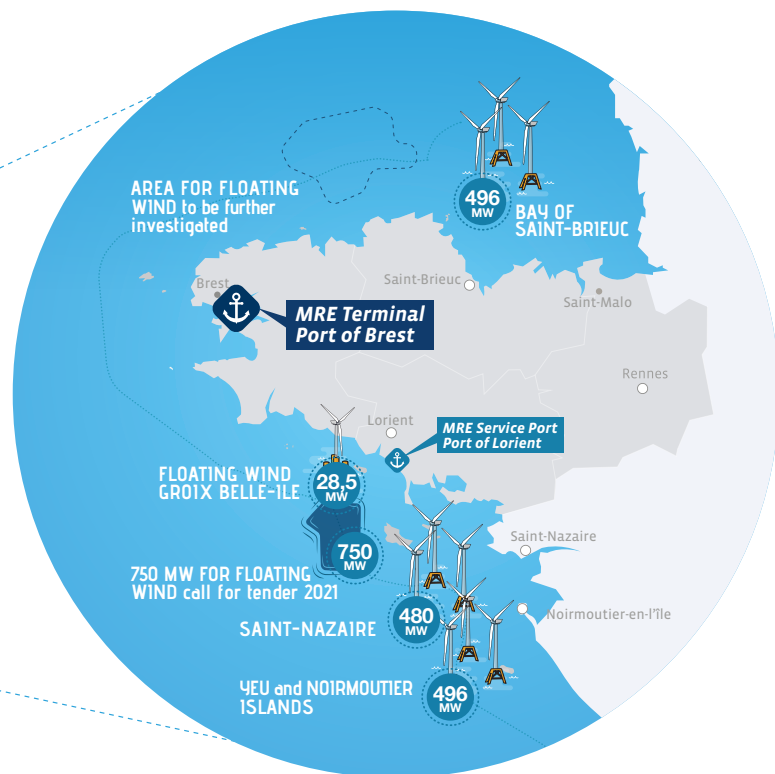 AREA FOR FLOATING
WIND to be further
investigated
496
MW
BAY OF
SAINT-BRIEUC
Brest
Saint-Brieuc
Saint-Malo
MRE Terminal
Port of Brest
Rennes
Lorient
MRE Service Port
Port of Lorient
FLOATING WIND
GROIX BELLE-ILE
28,5
MW
Saint-Nazaire
750
MW
750 MW FOR FLOATING
WIND call for tender 2021
Noirmoutier-en-l'île
SAINT-NAZAIRE
480
MW
YEU and NOIRMOUTIER
ISLANDS
496
MW